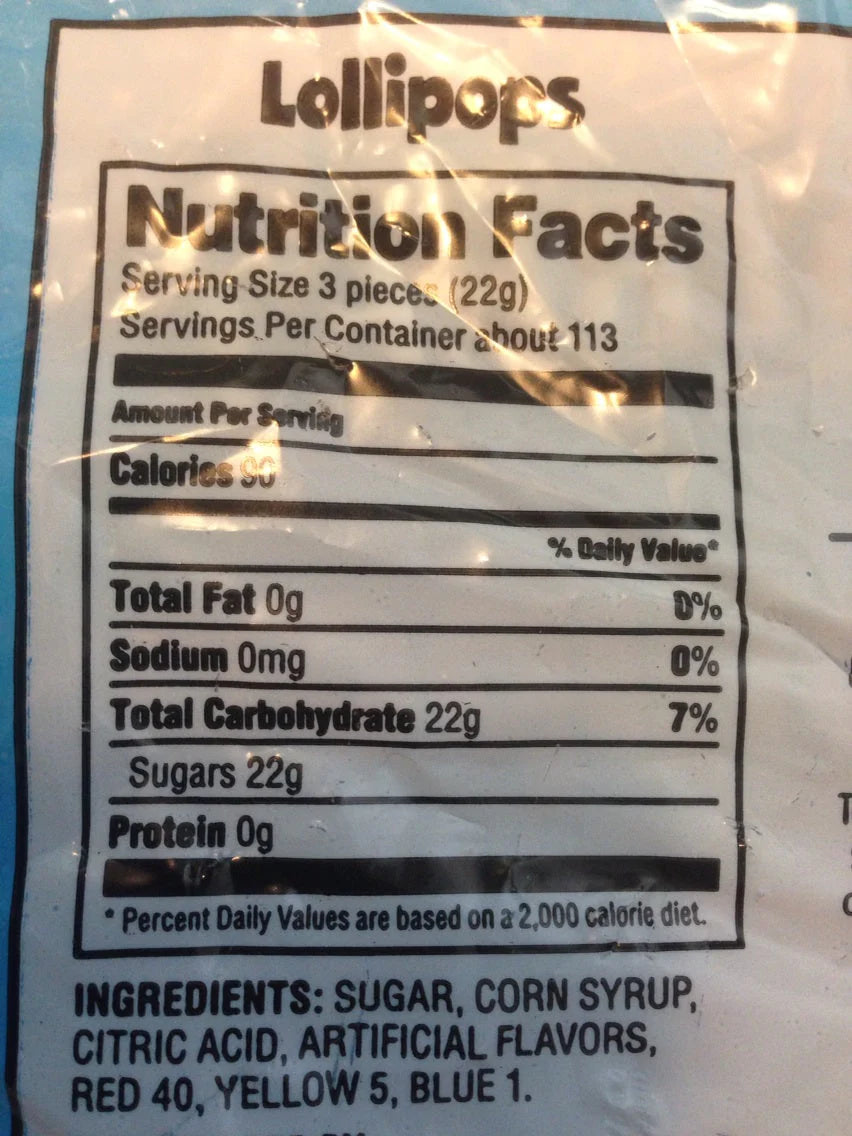 Lollipops
Nutrition Facts
Serving Size 3 pieces (22g)
Servings Per Container about 113
Amount Per Serving
Calories 90
% Daily Value*
Total Fat 0g 0%
Sodium 0mg 0%
Total Carbohydrate 22g 7%
Sugars 22g
Protein 0g
* Percent Daily Values are based on a 2,000 calorie diet.
INGREDIENTS: SUGAR, CORN SYRUP,
CITRIC ACID, ARTIFICIAL FLAVORS,
RED 40, YELLOW 5, BLUE 1.